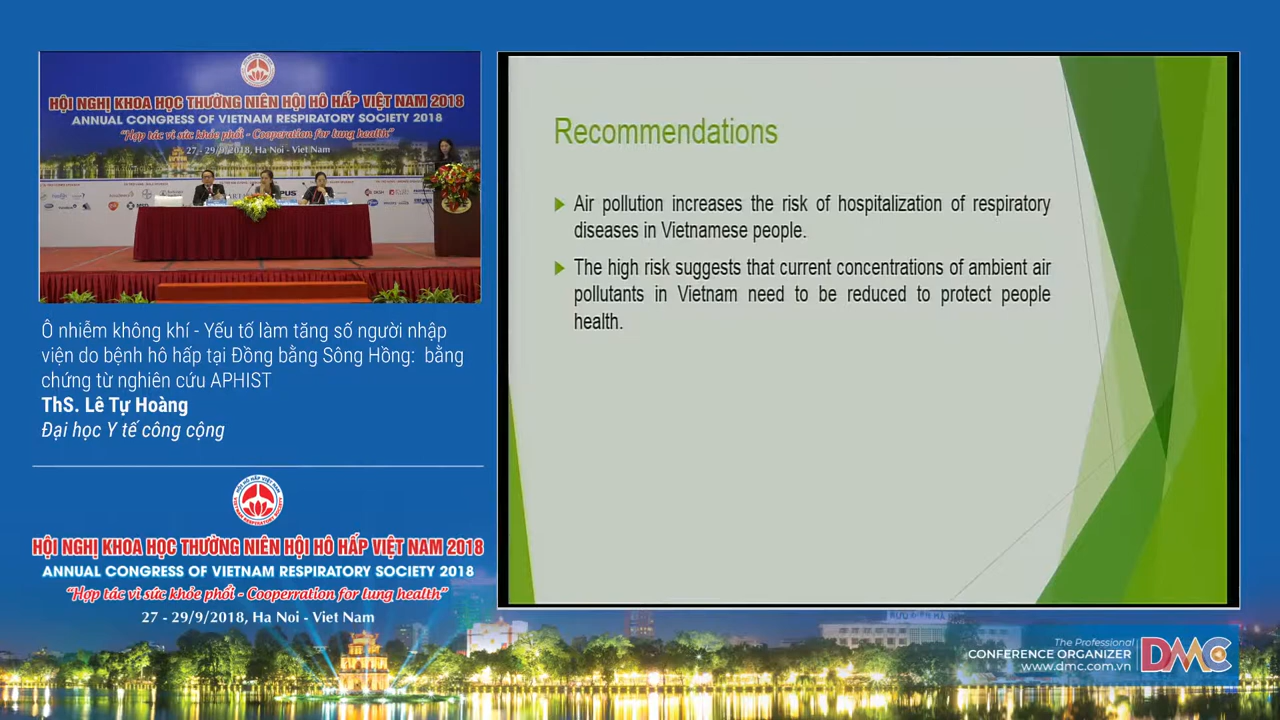 HỘI NGHỊ KHOA HỌC THƯỜNG NIÊN HỘI HÔ HẤP VIỆT NAM 2018
ANNUAL CONGRESS OF VIETNAM RESPIRATORY SOCIETY 2018
“Hợp tác vì sức khỏe phổi - Cooperation for lung health”
27 - 29/9/2018, Ha Noi - Viet Nam
Ô nhiễm không khí - Yếu tố làm tăng số người nhập
viện do bệnh hô hấp tại Đồng bằng Sông Hồng: bằng
chứng từ nghiên cứu APHIST
ThS. Lê Tự Hoàng
Đại học Y tế công cộng
HỘI HÔ HẤP VIỆT NAM
VIETNAM RESPIRATORY SOCIETY
HỘI NGHỊ KHOA HỌC THƯỜNG NIÊN HỘI HÔ HẤP VIỆT NAM 2018
ANNUAL CONGRESS OF VIETNAM RESPIRATORY SOCIETY 2018
“Hợp tác vì sức khỏe phổi - Cooperration for lung health”
27 - 29/9/2018, Ha Noi - Viet Nam
Recommendations
Air pollution increases the risk of hospitalization of respiratory
diseases in Vietnamese people.
The high risk suggests that current concentrations of ambient air
pollutants in Vietnam need to be reduced to protect people
health.
The Professional
CONFERENCE ORGANIZER
www.dmc.com.vn
DMC